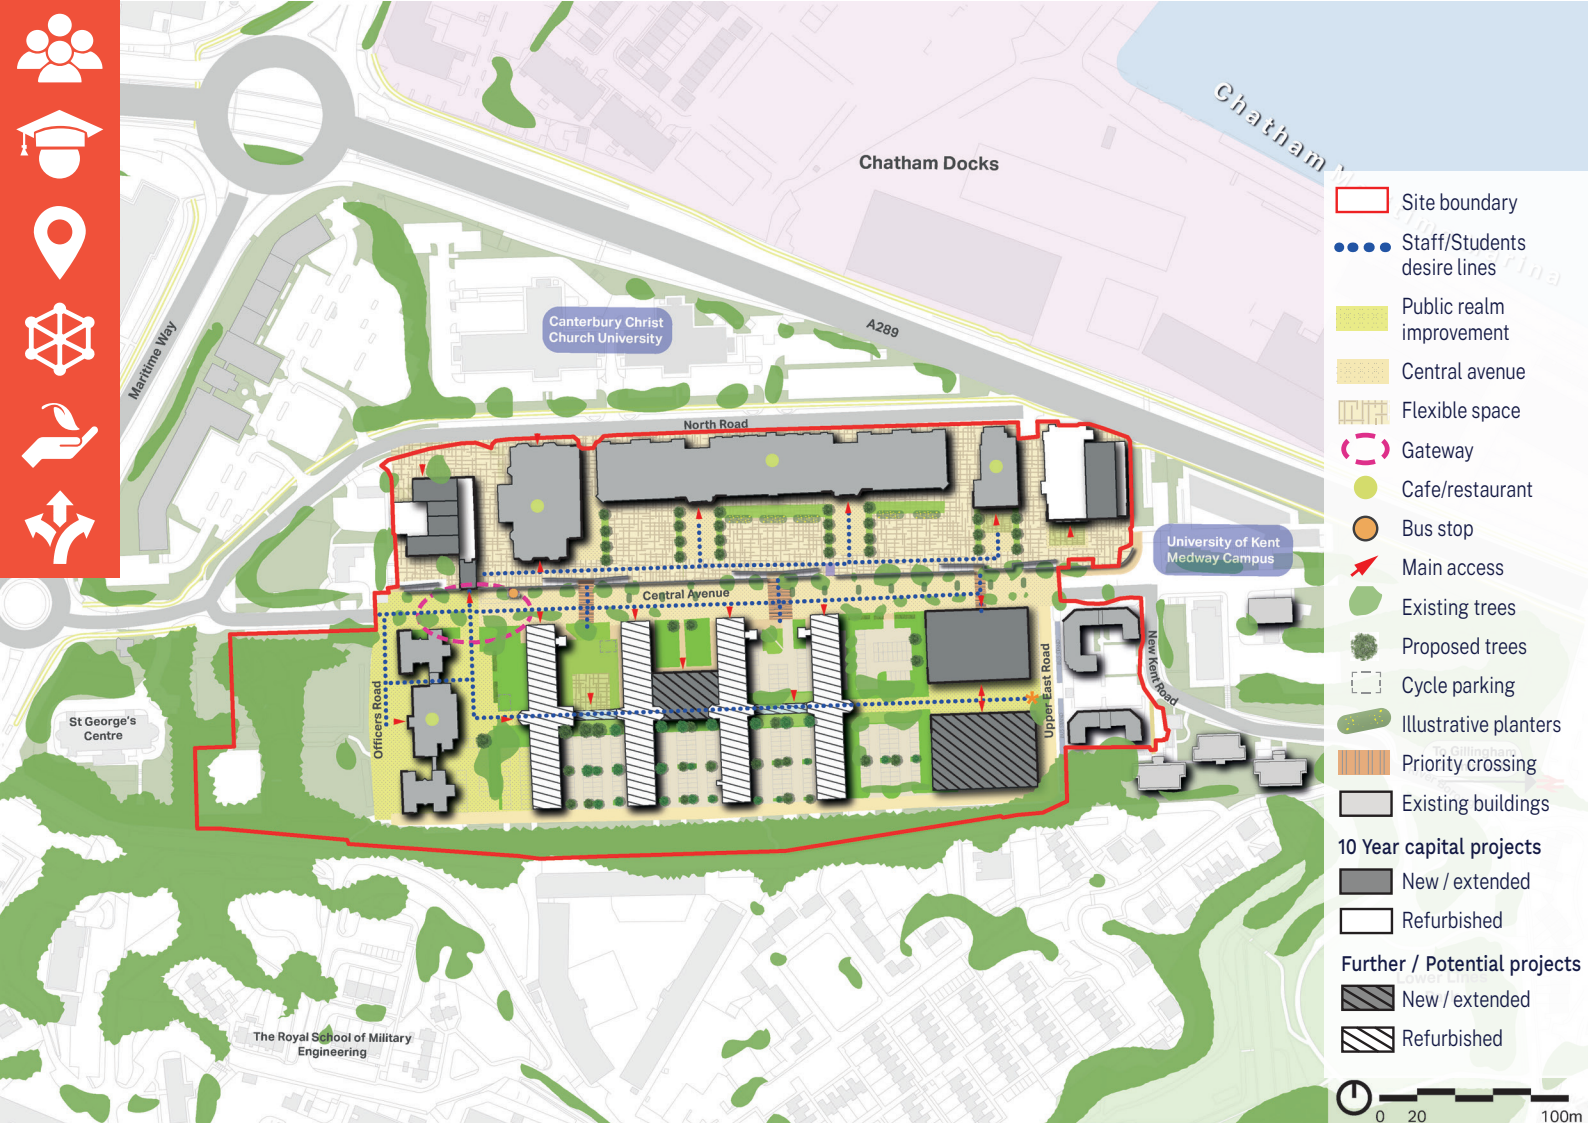 Chatham M
Chatham Docks
A289
Maritime Way
Canterbury Christ
Church University
North Road
University of Kent
Medway Campus
Central Avenue
Officers Road
Upper East Road
New Kent Road
St George's
Centre
The Royal School of Military
Engineering
Site boundary
Staff/Students
desire lines
Public realm
improvement
Central avenue
Flexible space
Gateway
Cafe/restaurant
Bus stop
Main access
Existing trees
Proposed trees
Cycle parking
Illustrative planters
To Gillingham
Priority crossing
Existing buildings
10 Year capital projects
New / extended
Refurbished
Further / Potential projects
Lower Lines
New / extended
Refurbished
0 20 100m